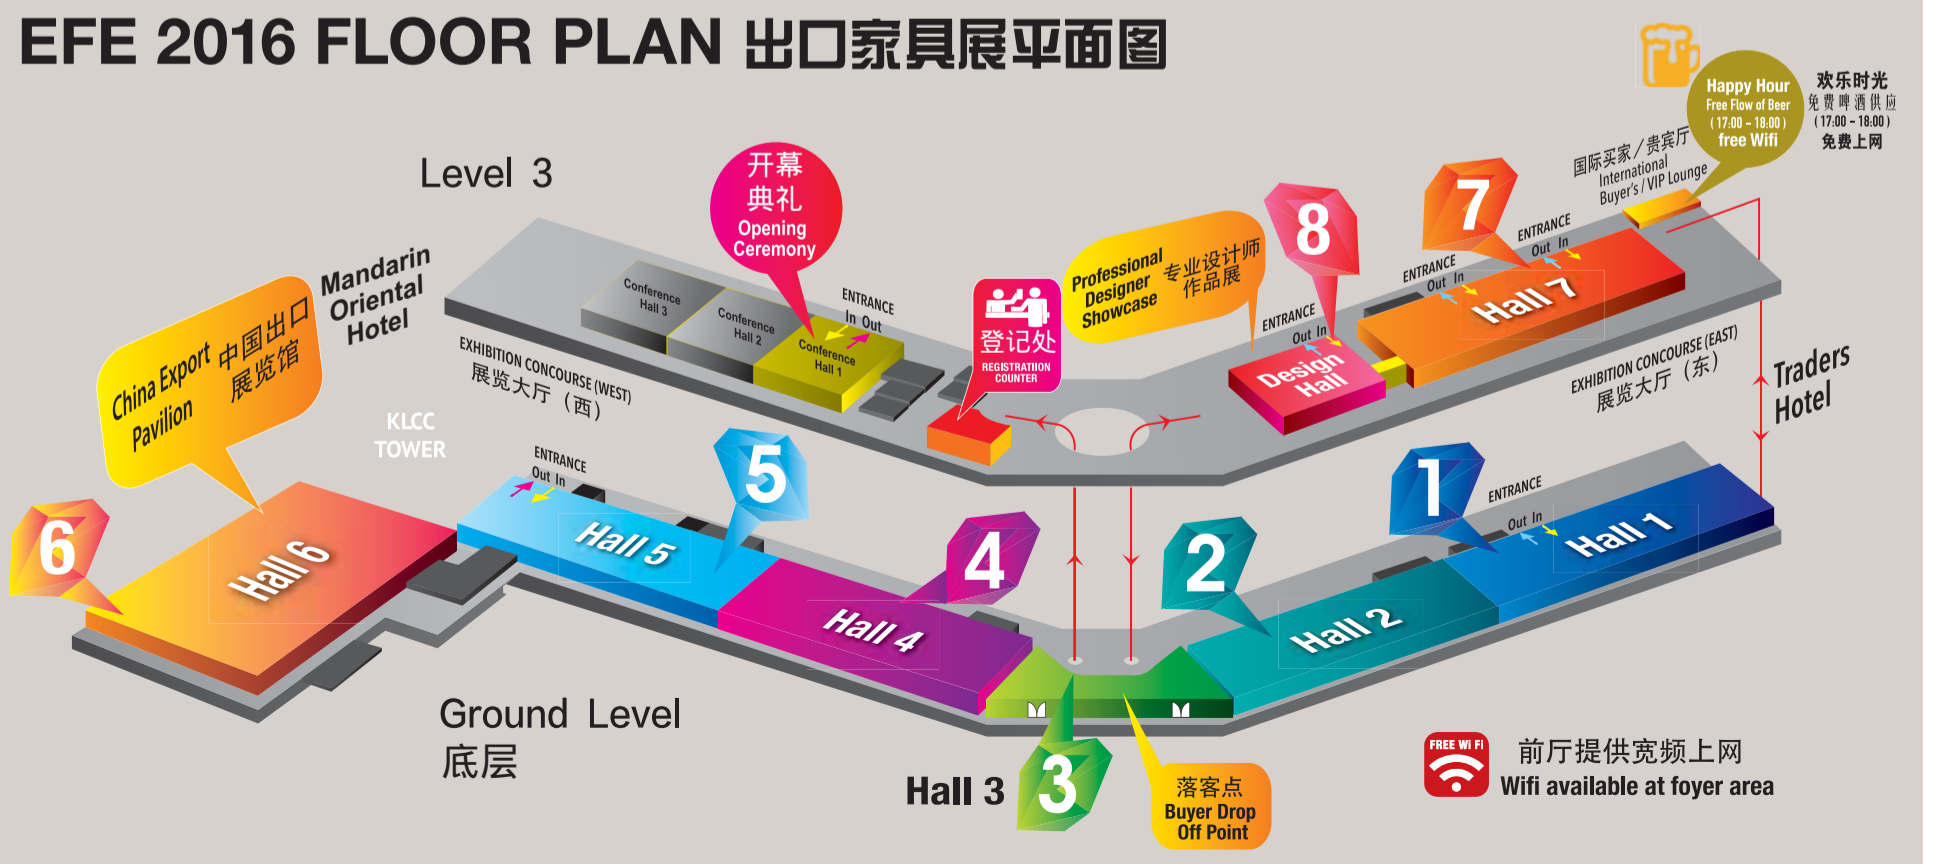 EFE 2016 FLOOR PLAN 出口家具展平面图
Happy Hour
Free Flow of Beer
(17:00 - 18:00)
free Wifi
欢乐时光
免费啤酒供应
(17:00 - 18:00)
免费上网
Level 3
开幕
典礼
Opening
Ceremony
国际买家/贵宾厅
International
Buyer's / VIP Lounge
8
7
ENTRANCE
Out In
ENTRANCE
Out In
ENTRANCE
Out In
Hall 7
Design
Hall
Professional
Designer
Showcase
专业设计师
作品展
登记处
REGISTRATIION
COUNTER
ENTRANCE
In Out
Conference
Hall 3
Conference
Hall 2
Conference
Hall 1
Mandarin
Oriental
Hotel
EXHIBITION CONCOURSE (WEST)
展览大厅（西）
EXHIBITION CONCOURSE (EAST)
展览大厅（东）
Traders
Hotel
China Export
Pavilion
中国出口
展览馆
KLCC
TOWER
ENTRANCE
Out In
5
6
Hall 6
Hall 5
4
Hall 4
2
Hall 2
1
ENTRANCE
Out In
Hall 1
Ground Level
底层
Hall 3
3
落客点
Buyer Drop
Off Point
FREE Wi Fi
前厅提供宽频上网
Wifi available at foyer area